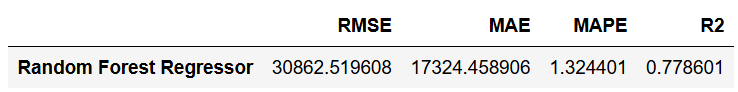 RMSE MAE MAPE R2
Random Forest Regressor 30862.519608 17324.458906 1.324401 0.778601